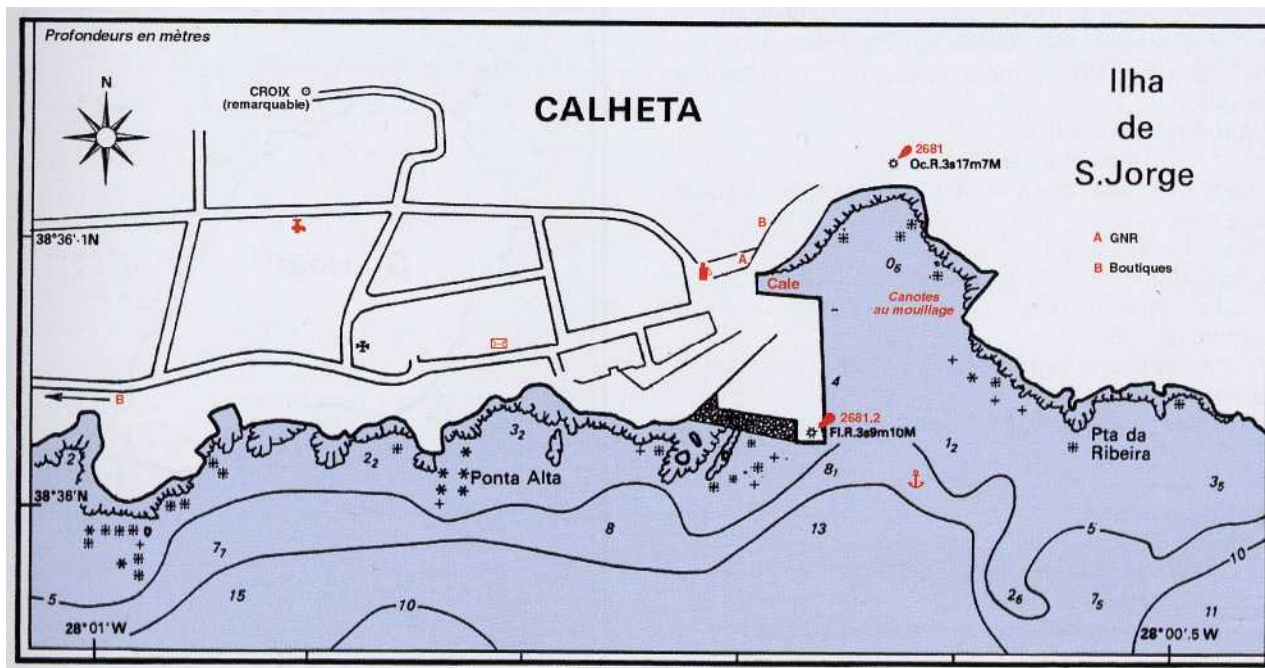 Profondeurs en mètres
N
CROIX
(remarquable)
CALHETA
Ilha
de
S.Jorge
2681
Oc.R.3s17m7M
A GNR
B Boutiques
38°36'·1N
B
A
Cale
0₆
Canotes
au mouillage
4
B
2681,2
Fl.R.3s9m10M
3₂
1₂
Pta da
Ribeira
2
2₂
Ponta Alta
8₁
3₅
38°36'N
7₇
8
13
5
10
5
15
10
2₆
7₅
11
28°01'W
28°00'.5 W